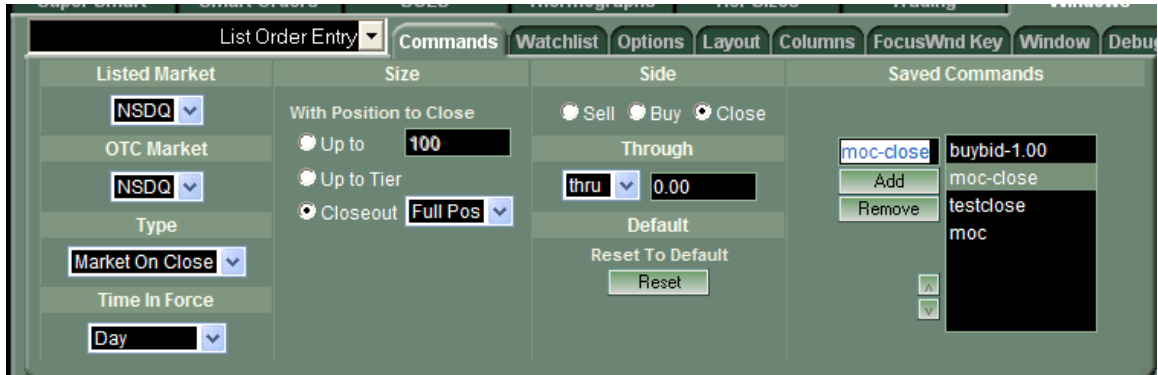 List Order Entry
Commands Watchlist Options Layout Columns FocusWnd Key Window Debug
Listed Market
NSDQ
OTC Market
NSDQ
Type
Market On Close
Time In Force
Day
Size
With Position to Close
Up to 100
Up to Tier
Closeout Full Pos
Side
Sell Buy Close
Through
thru 0.00
Default
Reset To Default
Reset
Saved Commands
moc-close
Add
Remove
buybid-1.00
moc-close
testclose
moc